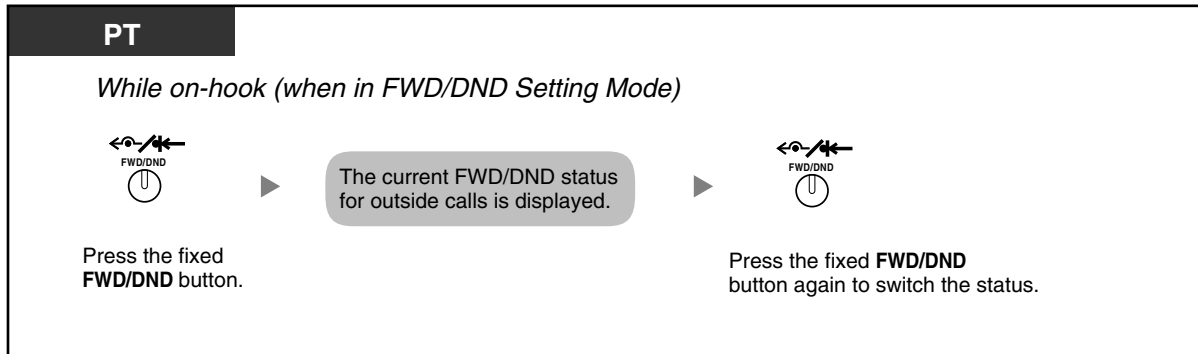 PT
While on-hook (when in FWD/DND Setting Mode)
FWD/DND
The current FWD/DND status
for outside calls is displayed.
FWD/DND
Press the fixed
FWD/DND button.
Press the fixed FWD/DND
button again to switch the status.